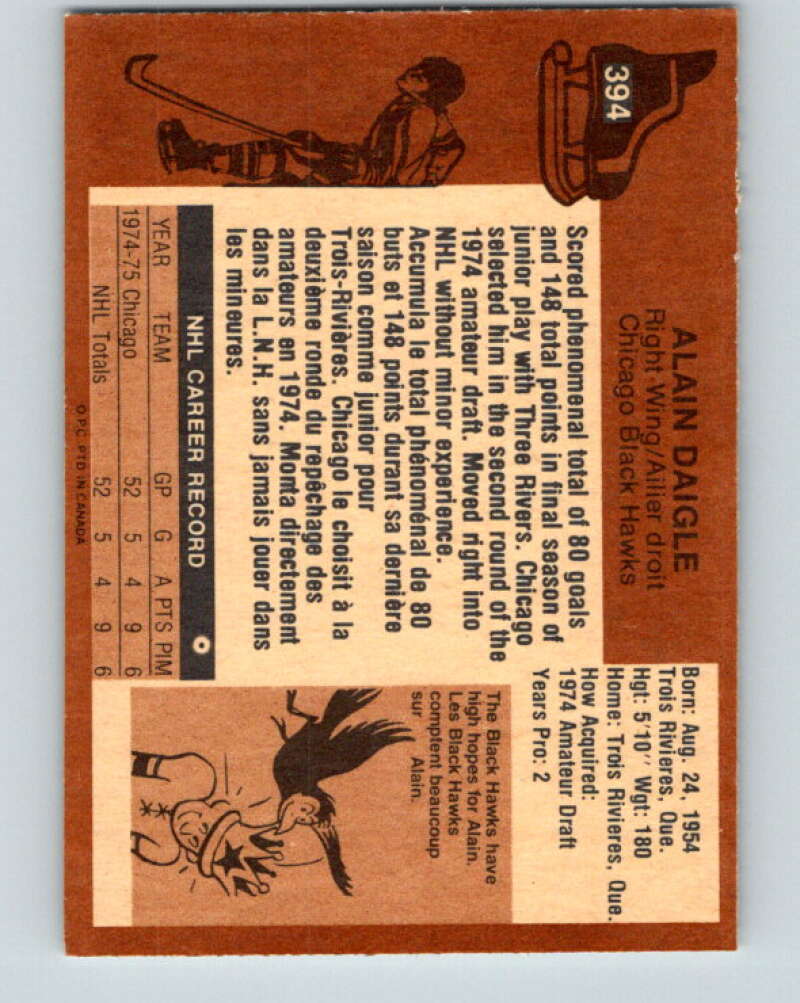 394
ALAIN DAIGLE
Right Wing/Ailier droit
Chicago Black Hawks
Born: Aug. 24, 1954
Trois Rivieres, Que.
Hgt: 5'10'' Wgt: 180
Home: Trois Rivieres, Que.
How Acquired:
1974 Amateur Draft
Years Pro: 2
Scored phenomenal total of 80 goals
and 148 total points in final season of
junior play with Three Rivers. Chicago
selected him in the second round of the
1974 amateur draft. Moved right into
NHL without minor experience.
Accumula le total phénoménal de 80
buts et 148 points durant sa dernière
saison comme junior pour
Trois-Rivières. Chicago le choisit à la
deuxième ronde du repêchage des
amateurs en 1974. Monta directement
dans la L.N.H. sans jamais jouer dans
les mineures.
The Black Hawks have
high hopes for Alain.
Les Black Hawks
comptent beaucoup
sur Alain.
NHL CAREER RECORD
YEAR TEAM GP G A PTS PIM
1974-75 Chicago 52 5 4 9 6
NHL Totals 52 5 4 9 6
O.P.C. PTD IN CANADA